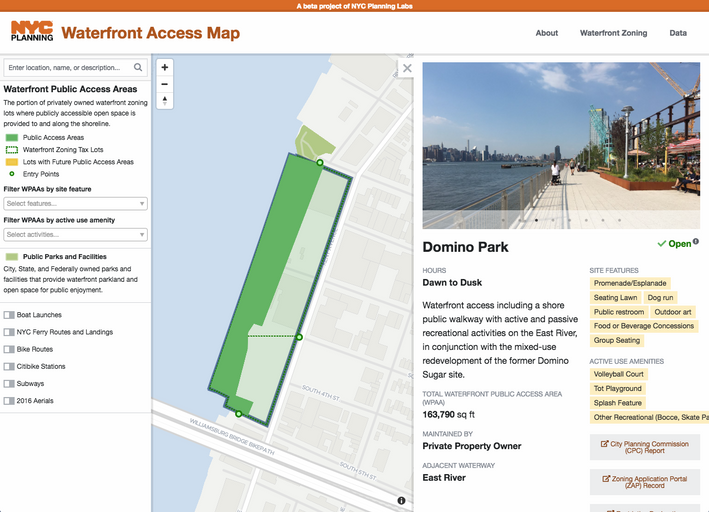 A beta project of NYC Planning Labs
NYC
PLANNING
Waterfront Access Map
About
Waterfront Zoning
Data
Enter location, name, or description...
Waterfront Public Access Areas
The portion of privately owned waterfront zoning
lots where publicly accessible open space is
provided to and along the shoreline.
Public Access Areas
Waterfront Zoning Tax Lots
Lots with Future Public Access Areas
Entry Points
Filter WPAAs by site feature
Select features...
Filter WPAAs by active use amenity
Select activities...
Public Parks and Facilities
City, State, and Federally owned parks and
facilities that provide waterfront parkland and
open space for public enjoyment.
Boat Launches
NYC Ferry Routes and Landings
Bike Routes
Citibike Stations
Subways
2016 Aerials
SOUTH 4TH ST
WILLIAMSBURG BRIDGE BIKEPATH
SOUTH 5TH ST
Domino Park
Open
HOURS
Dawn to Dusk
Waterfront access including a shore
public walkway with active and passive
recreational activities on the East River,
in conjunction with the mixed-use
redevelopment of the former Domino
Sugar site.
TOTAL WATERFRONT PUBLIC ACCESS AREA
(WPAA)
163,790 sq ft
MAINTAINED BY
Private Property Owner
ADJACENT WATERWAY
East River
SITE FEATURES
Promenade/Esplanade
Seating Lawn
Dog run
Public restroom
Outdoor art
Food or Beverage Concessions
Group Seating
ACTIVE USE AMENITIES
Volleyball Court
Tot Playground
Splash Feature
Other Recreational (Bocce, Skate Pa
City Planning Commission
(CPC) Report
Zoning Application Portal
(ZAP) Record